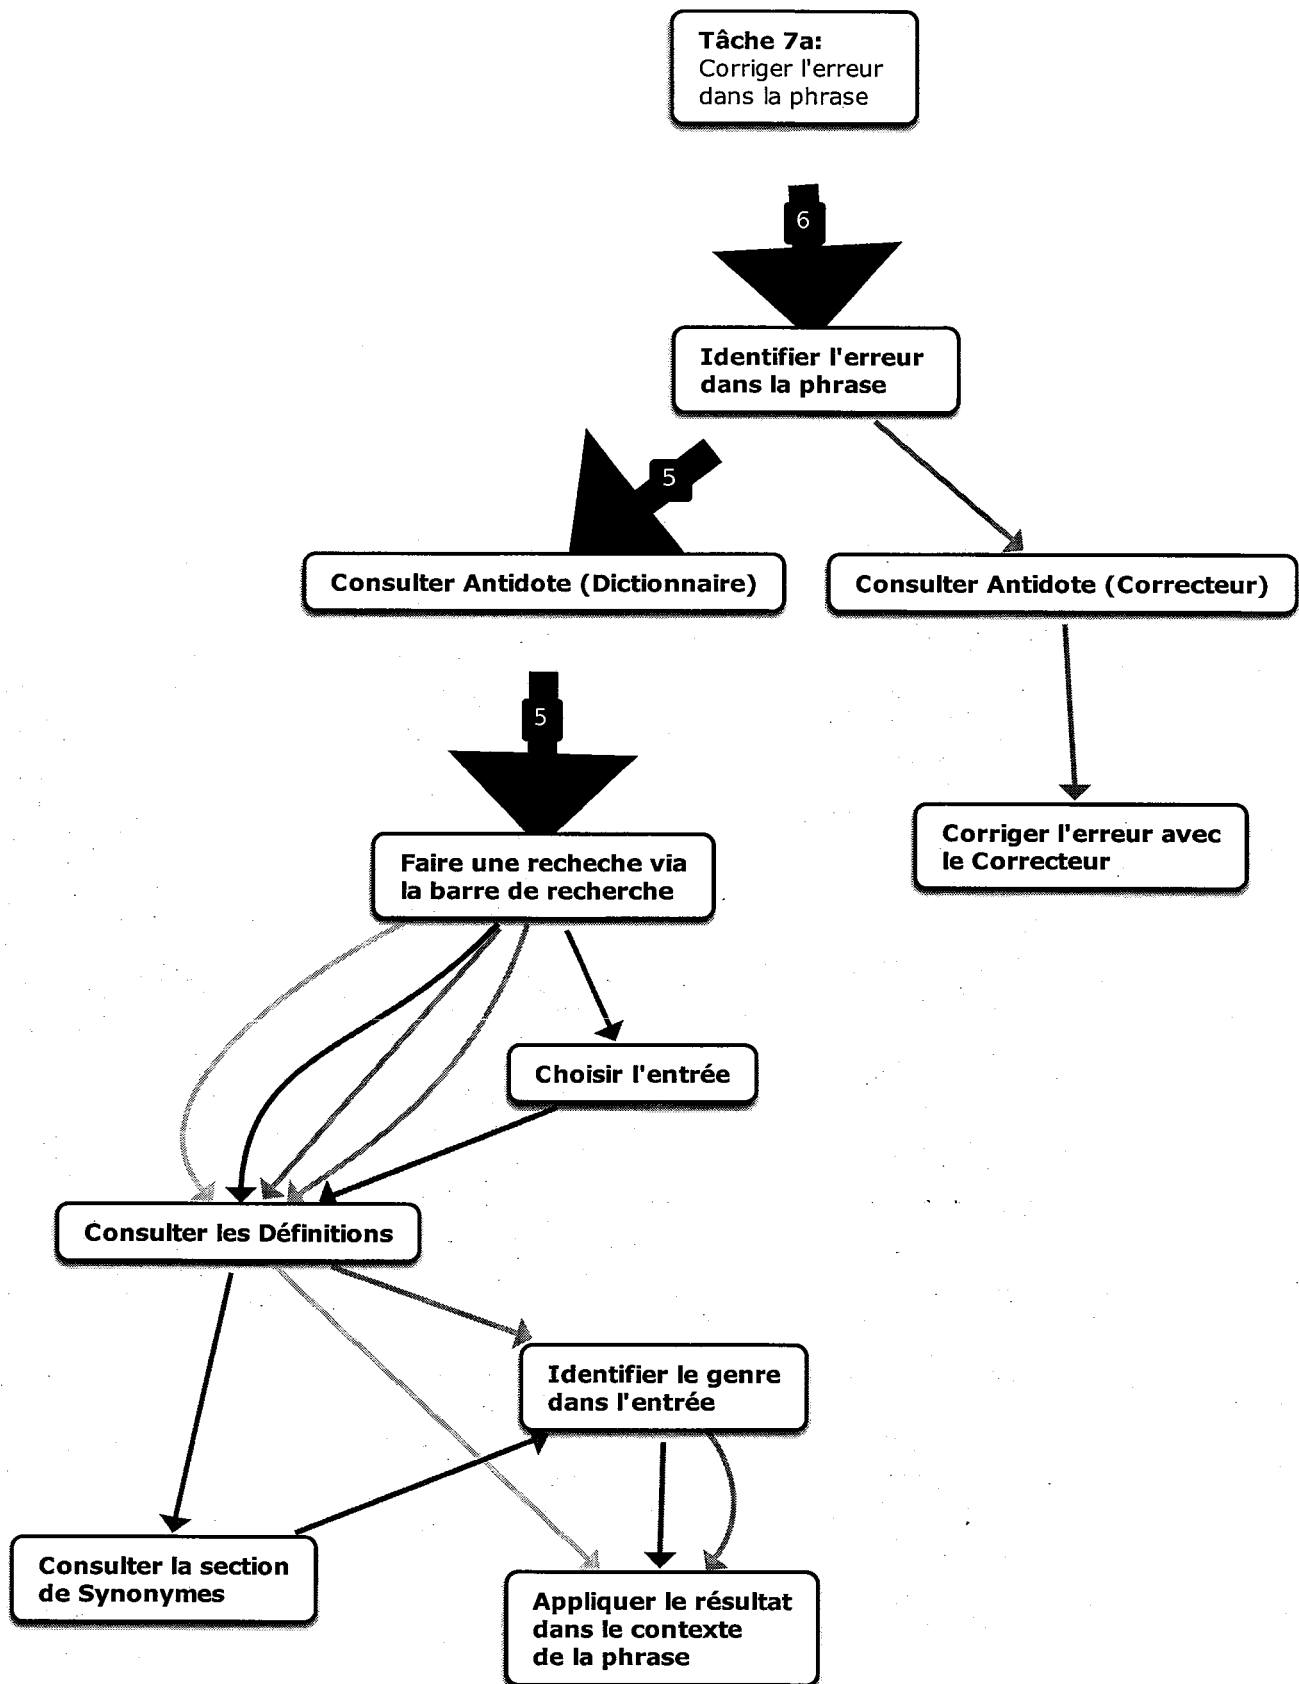 Tâche 7a:
Corriger l'erreur
dans la phrase
6
Identifier l'erreur
dans la phrase
5
Consulter Antidote (Dictionnaire)
Consulter Antidote (Correcteur)
5
Corriger l'erreur avec
le Correcteur
Faire une recheche via
la barre de recherche
Choisir l'entrée
Consulter les Définitions
Identifier le genre
dans l'entrée
Consulter la section
de Synonymes
Appliquer le résultat
dans le contexte
de la phrase